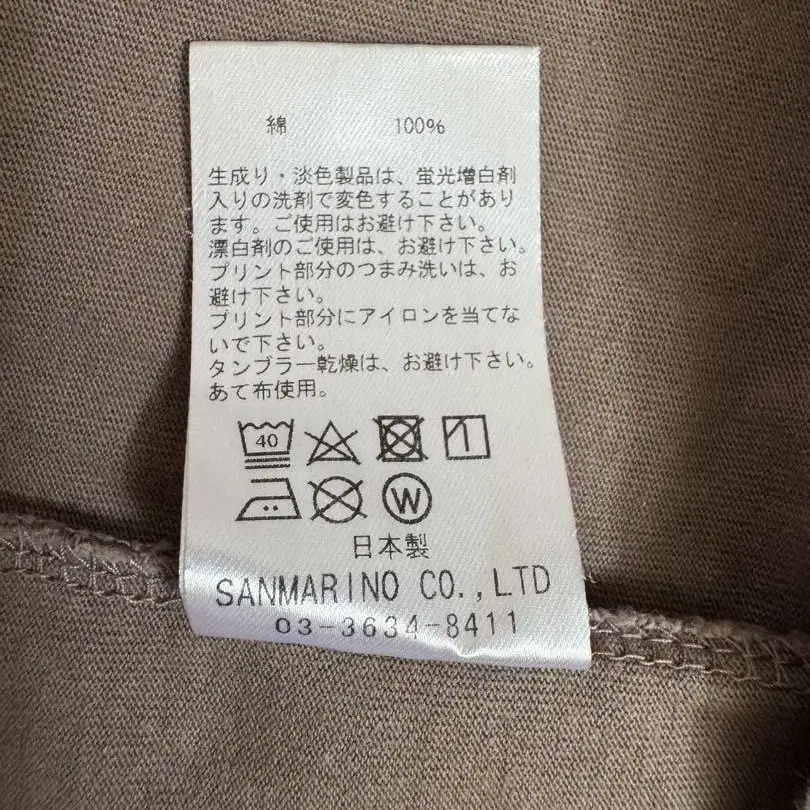 綿 100%
生成り・淡色製品は、蛍光増白剤
入りの洗剤で変色することがあり
ます。ご使用はお避け下さい。
漂白剤のご使用は、お避け下さい。
プリント部分のつまみ洗いは、お
避け下さい。
プリント部分にアイロンを当てな
いで下さい。
タンブラー乾燥は、お避け下さい。
あて布使用。
40
W
日本製
SANMARINO CO.,LTD
03-3634-8411